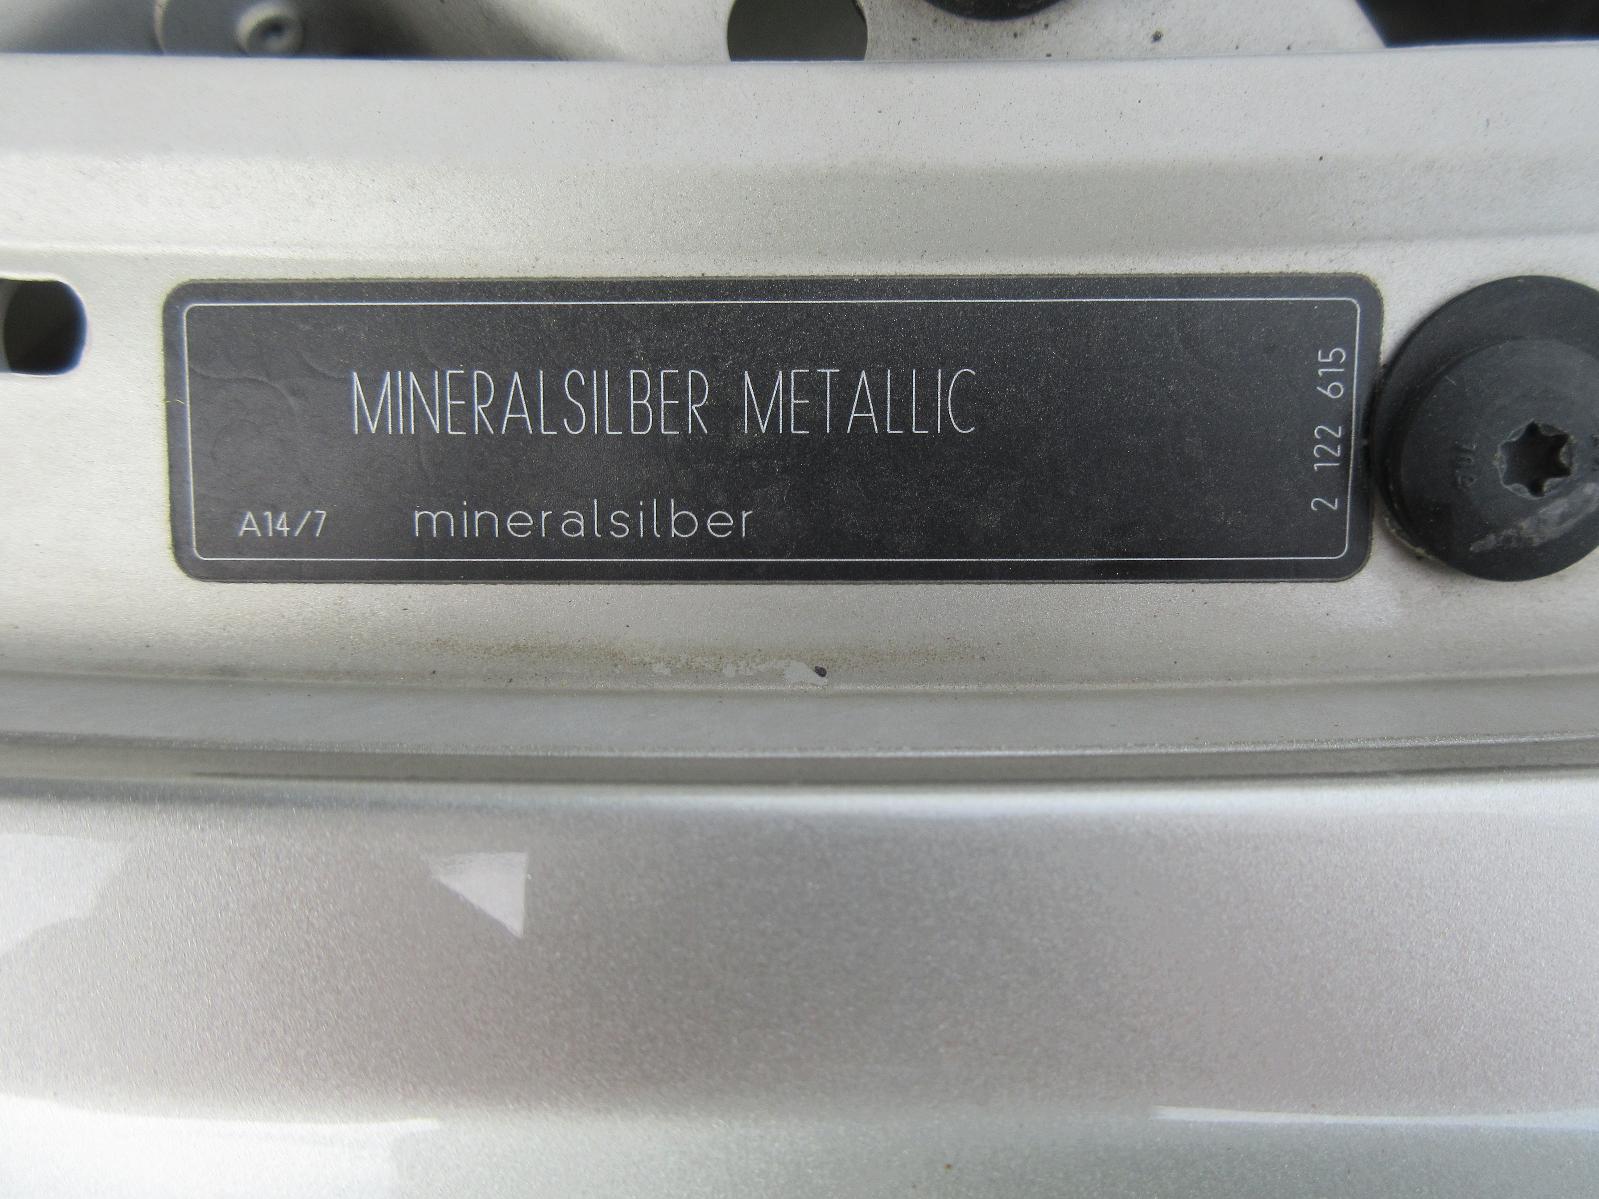 MINERALSILBER METALLIC
A14/7 mineralsilber
2 122 615